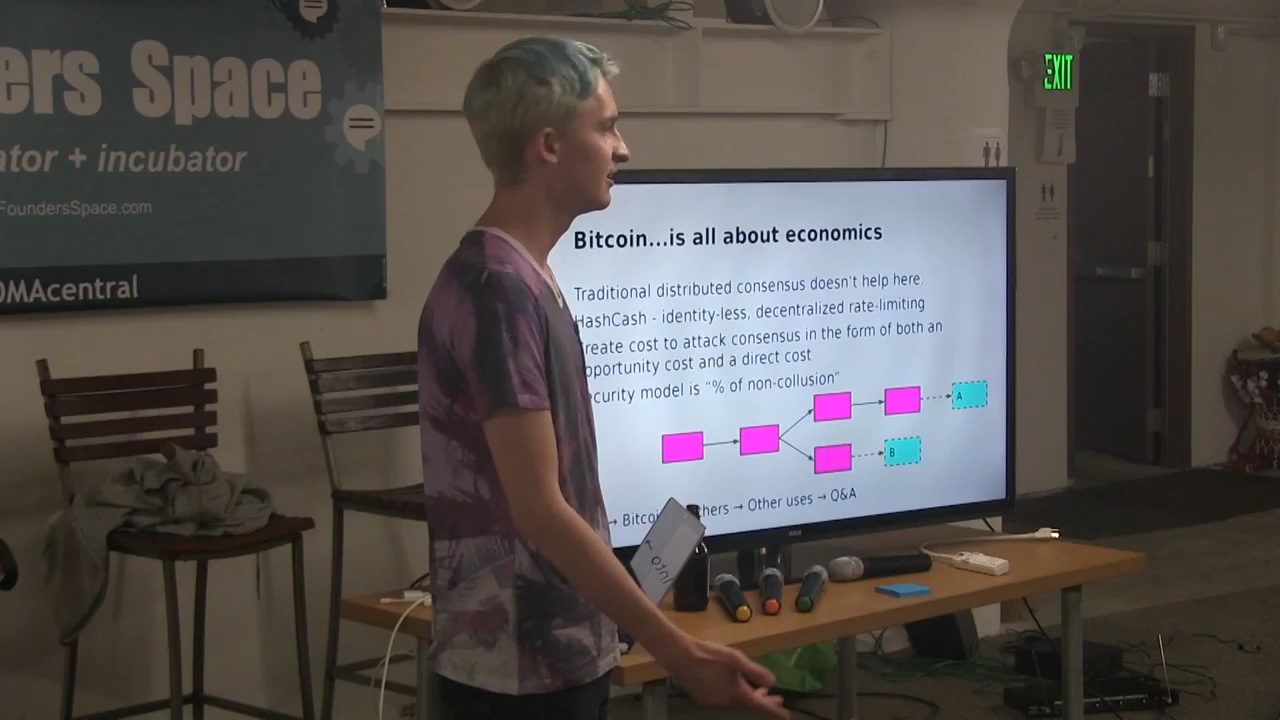 ers Space
ator + incubator
FoundersSpace.com
OMAcentral
EXIT
Bitcoin...is all about economics
Traditional distributed consensus doesn't help here.
HashCash - identity-less, decentralized rate-limiting
reate cost to attack consensus in the form of both an
pportunity cost and a direct cost
ecurity model is "% of non-collusion"
A
B
→ Bitcoi thers → Other uses → Q&A